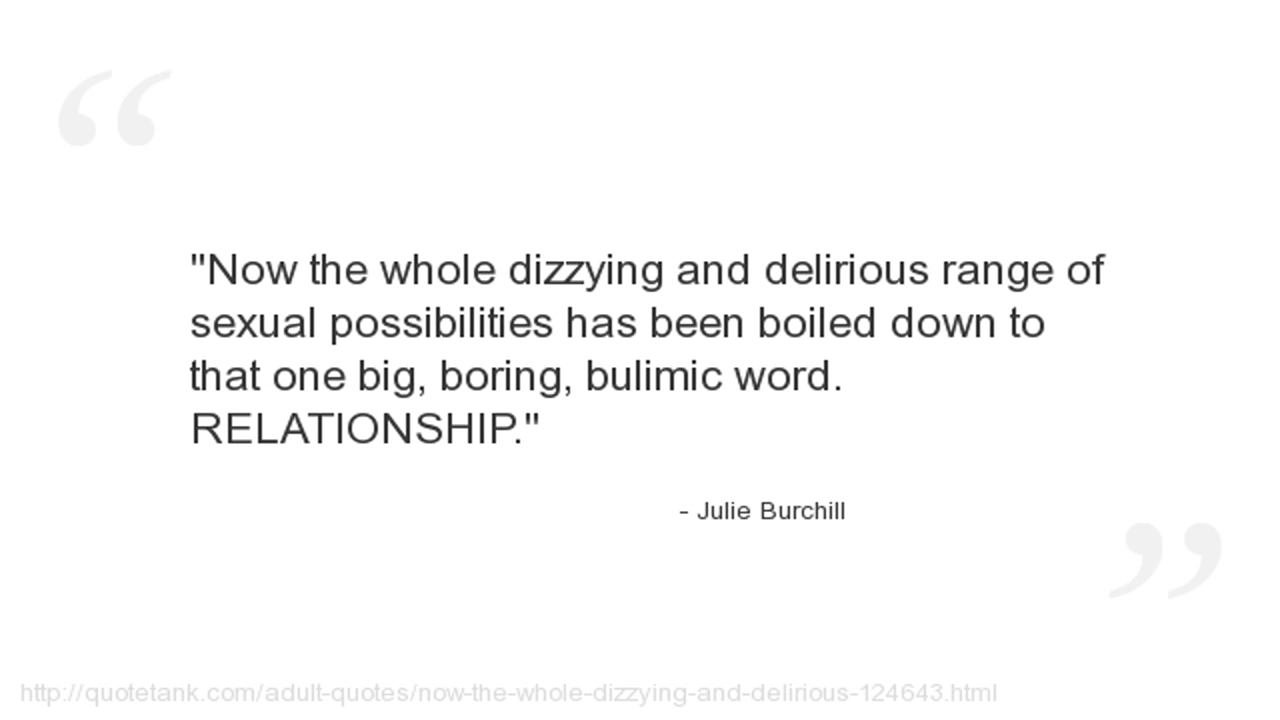 "Now the whole dizzying and delirious range of
sexual possibilities has been boiled down to
that one big, boring, bulimic word.
RELATIONSHIP."
- Julie Burchill
http://quotetank.com/adult-quotes/now-the-whole-dizzying-and-delirious-124643.html